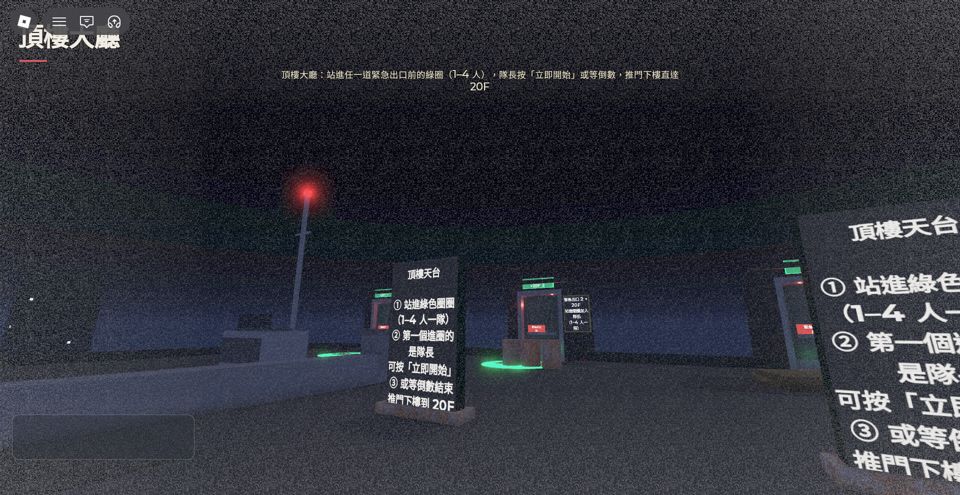 頂樓大廳
頂樓大廳：站進任一道緊急出口前的綠圈（1–4 人），隊長按「立即開始」或等倒數，推門下樓直達
20F
頂樓天台
① 站進綠色圈圈
（1–4 人一隊）
② 第一個進圈的
是隊長
可按「立即開始」
③ 或等倒數結束
推門下樓到 20F
頂樓天台
① 站進綠色
（1–4 人一
② 第一個進
是隊
可按「立
③ 或等
推門下